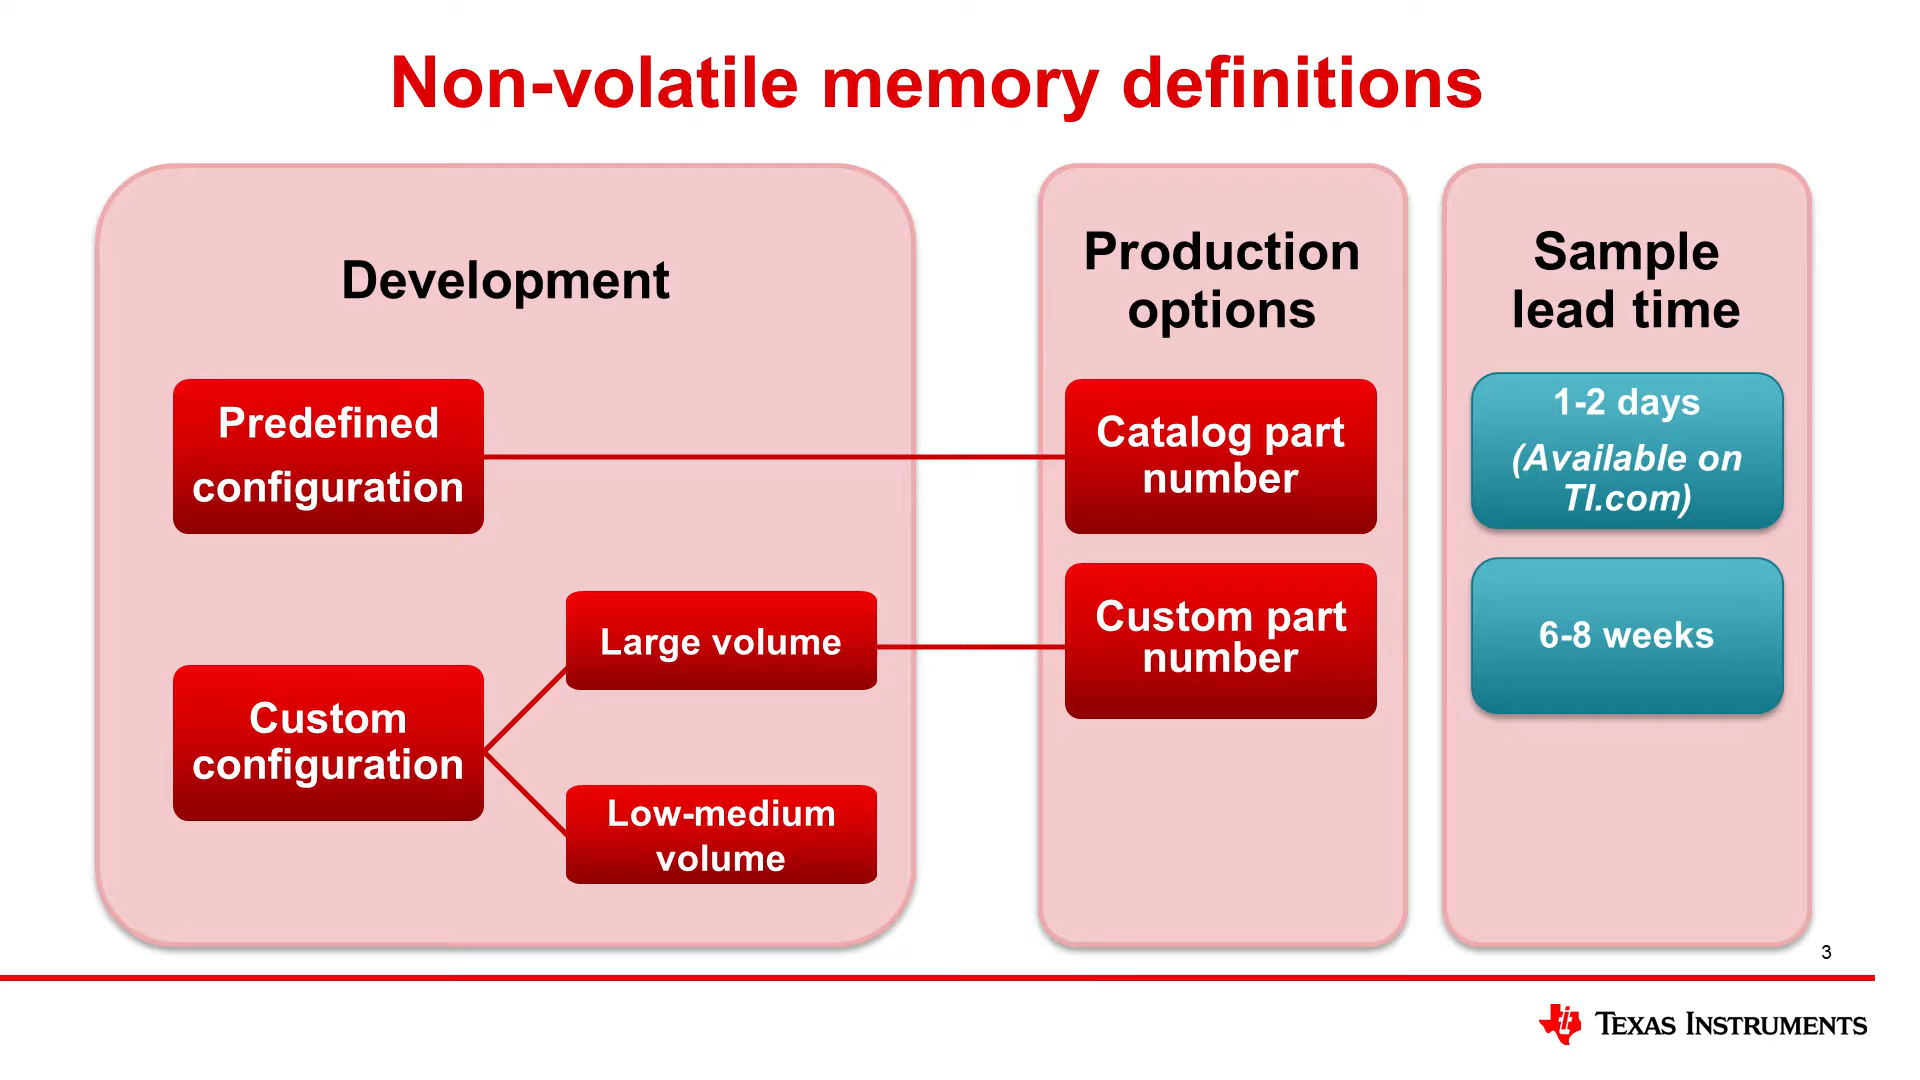 Non-volatile memory definitions
Development
Predefined
configuration
Custom
configuration
Large volume
Low-medium
volume
Production
options
Catalog part
number
Custom part
number
Sample
lead time
1-2 days
(Available on
TI.com)
6-8 weeks
3
TEXAS INSTRUMENTS